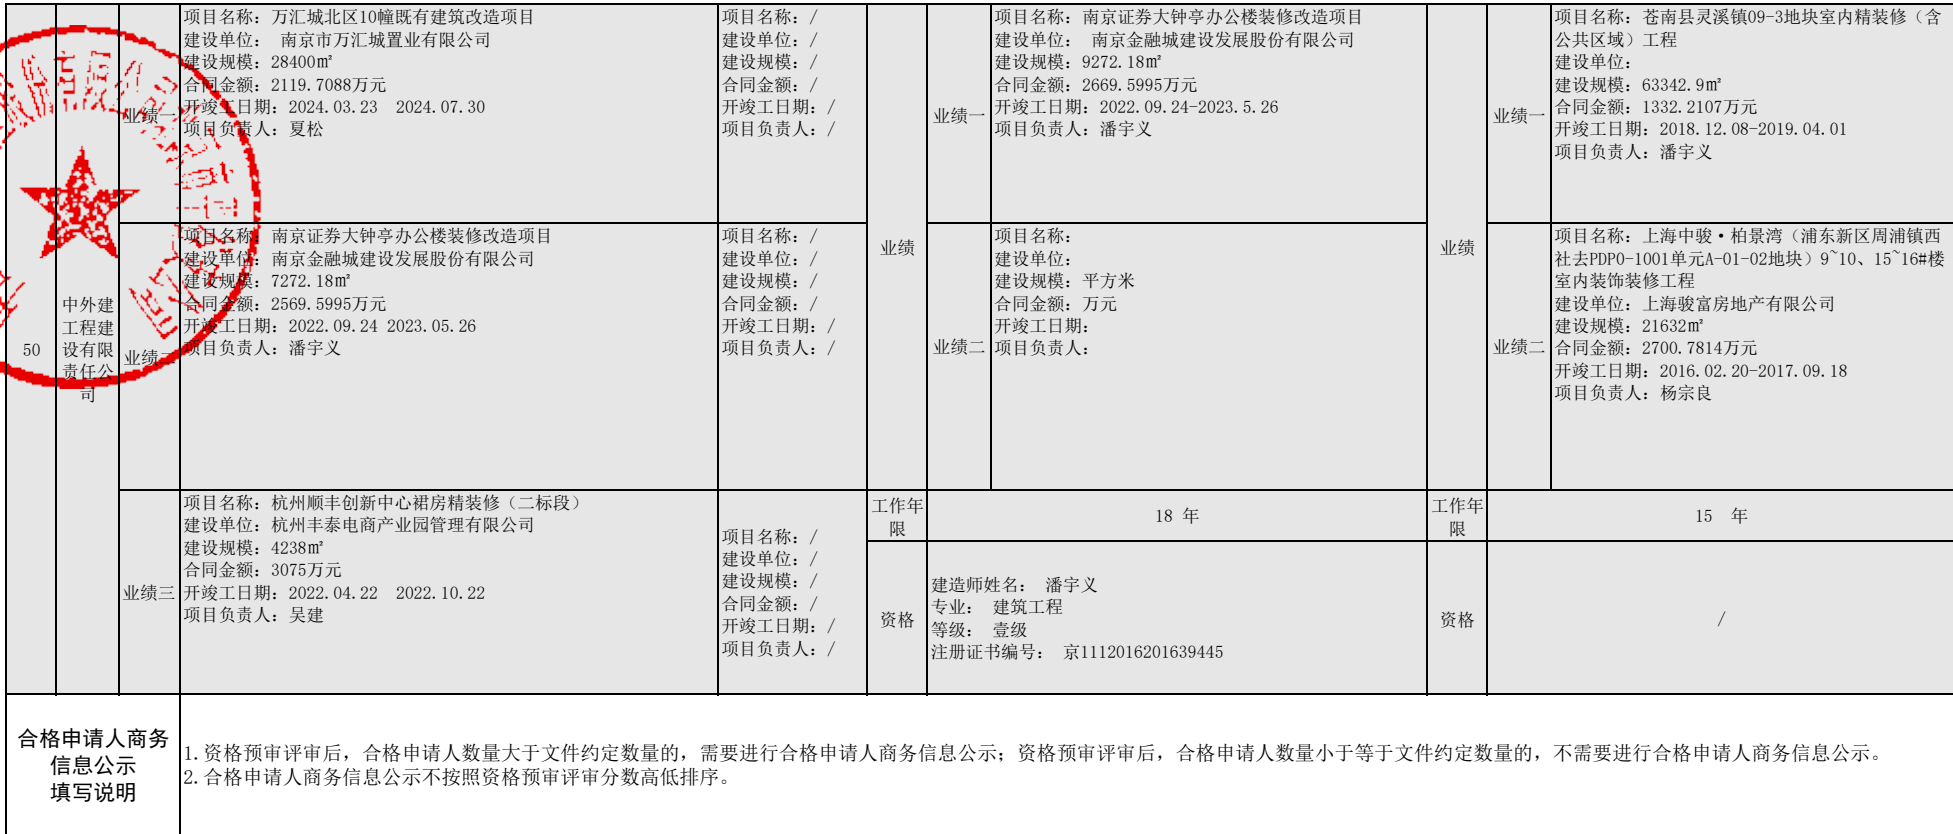 50
中外建
工程建
设有限
责任公
司
业绩一
项目名称：万汇城北区10幢既有建筑改造项目
建设单位： 南京市万汇城置业有限公司
建设规模：28400㎡
合同金额：2119.7088万元
开竣工日期：2024.03.23  2024.07.30
项目负责人：夏松
项目名称：/
建设单位：/
建设规模：/
合同金额：/
开竣工日期：/
项目负责人：/
业绩二
项目名称：南京证券大钟亭办公楼装修改造项目
建设单位：南京金融城建设发展股份有限公司
建设规模：7272.18㎡
合同金额：2569.5995万元
开竣工日期：2022.09.24 2023.05.26
项目负责人：潘宇义
项目名称：/
建设单位：/
建设规模：/
合同金额：/
开竣工日期：/
项目负责人：/
业绩三
项目名称：杭州顺丰创新中心裙房精装修（二标段）
建设单位：杭州丰泰电商产业园管理有限公司
建设规模：4238㎡
合同金额：3075万元
开竣工日期：2022.04.22  2022.10.22
项目负责人：吴建
项目名称：/
建设单位：/
建设规模：/
合同金额：/
开竣工日期：/
项目负责人：/
业绩
业绩一
项目名称：南京证券大钟亭办公楼装修改造项目
建设单位： 南京金融城建设发展股份有限公司
建设规模：9272.18㎡
合同金额：2669.5995万元
开竣工日期：2022.09.24-2023.5.26
项目负责人：潘宇义
业绩二
项目名称：
建设单位：
建设规模：平方米
合同金额：万元
开竣工日期：
项目负责人：
工作年
限
18 年
资格
建造师姓名： 潘宇义
专业： 建筑工程
等级： 壹级
注册证书编号： 京1112016201639445
业绩
业绩一
项目名称：苍南县灵溪镇09-3地块室内精装修（含
公共区域）工程
建设单位：
建设规模：63342.9㎡
合同金额：1332.2107万元
开竣工日期：2018.12.08-2019.04.01
项目负责人：潘宇义
业绩二
项目名称：上海中骏·柏景湾（浦东新区周浦镇西
社去PDPO-1001单元A-01-02地块）9~10、15~16#楼
室内装饰装修工程
建设单位：上海骏富房地产有限公司
建设规模：21632㎡
合同金额：2700.7814万元
开竣工日期：2016.02.20-2017.09.18
项目负责人：杨宗良
工作年
限
15 年
资格
/
合格申请人商务
信息公示
填写说明
1.资格预审评审后，合格申请人数量大于文件约定数量的，需要进行合格申请人商务信息公示；资格预审评审后，合格申请人数量小于等于文件约定数量的，不需要进行合格申请人商务信息公示。
2.合格申请人商务信息公示不按照资格预审评审分数高低排序。